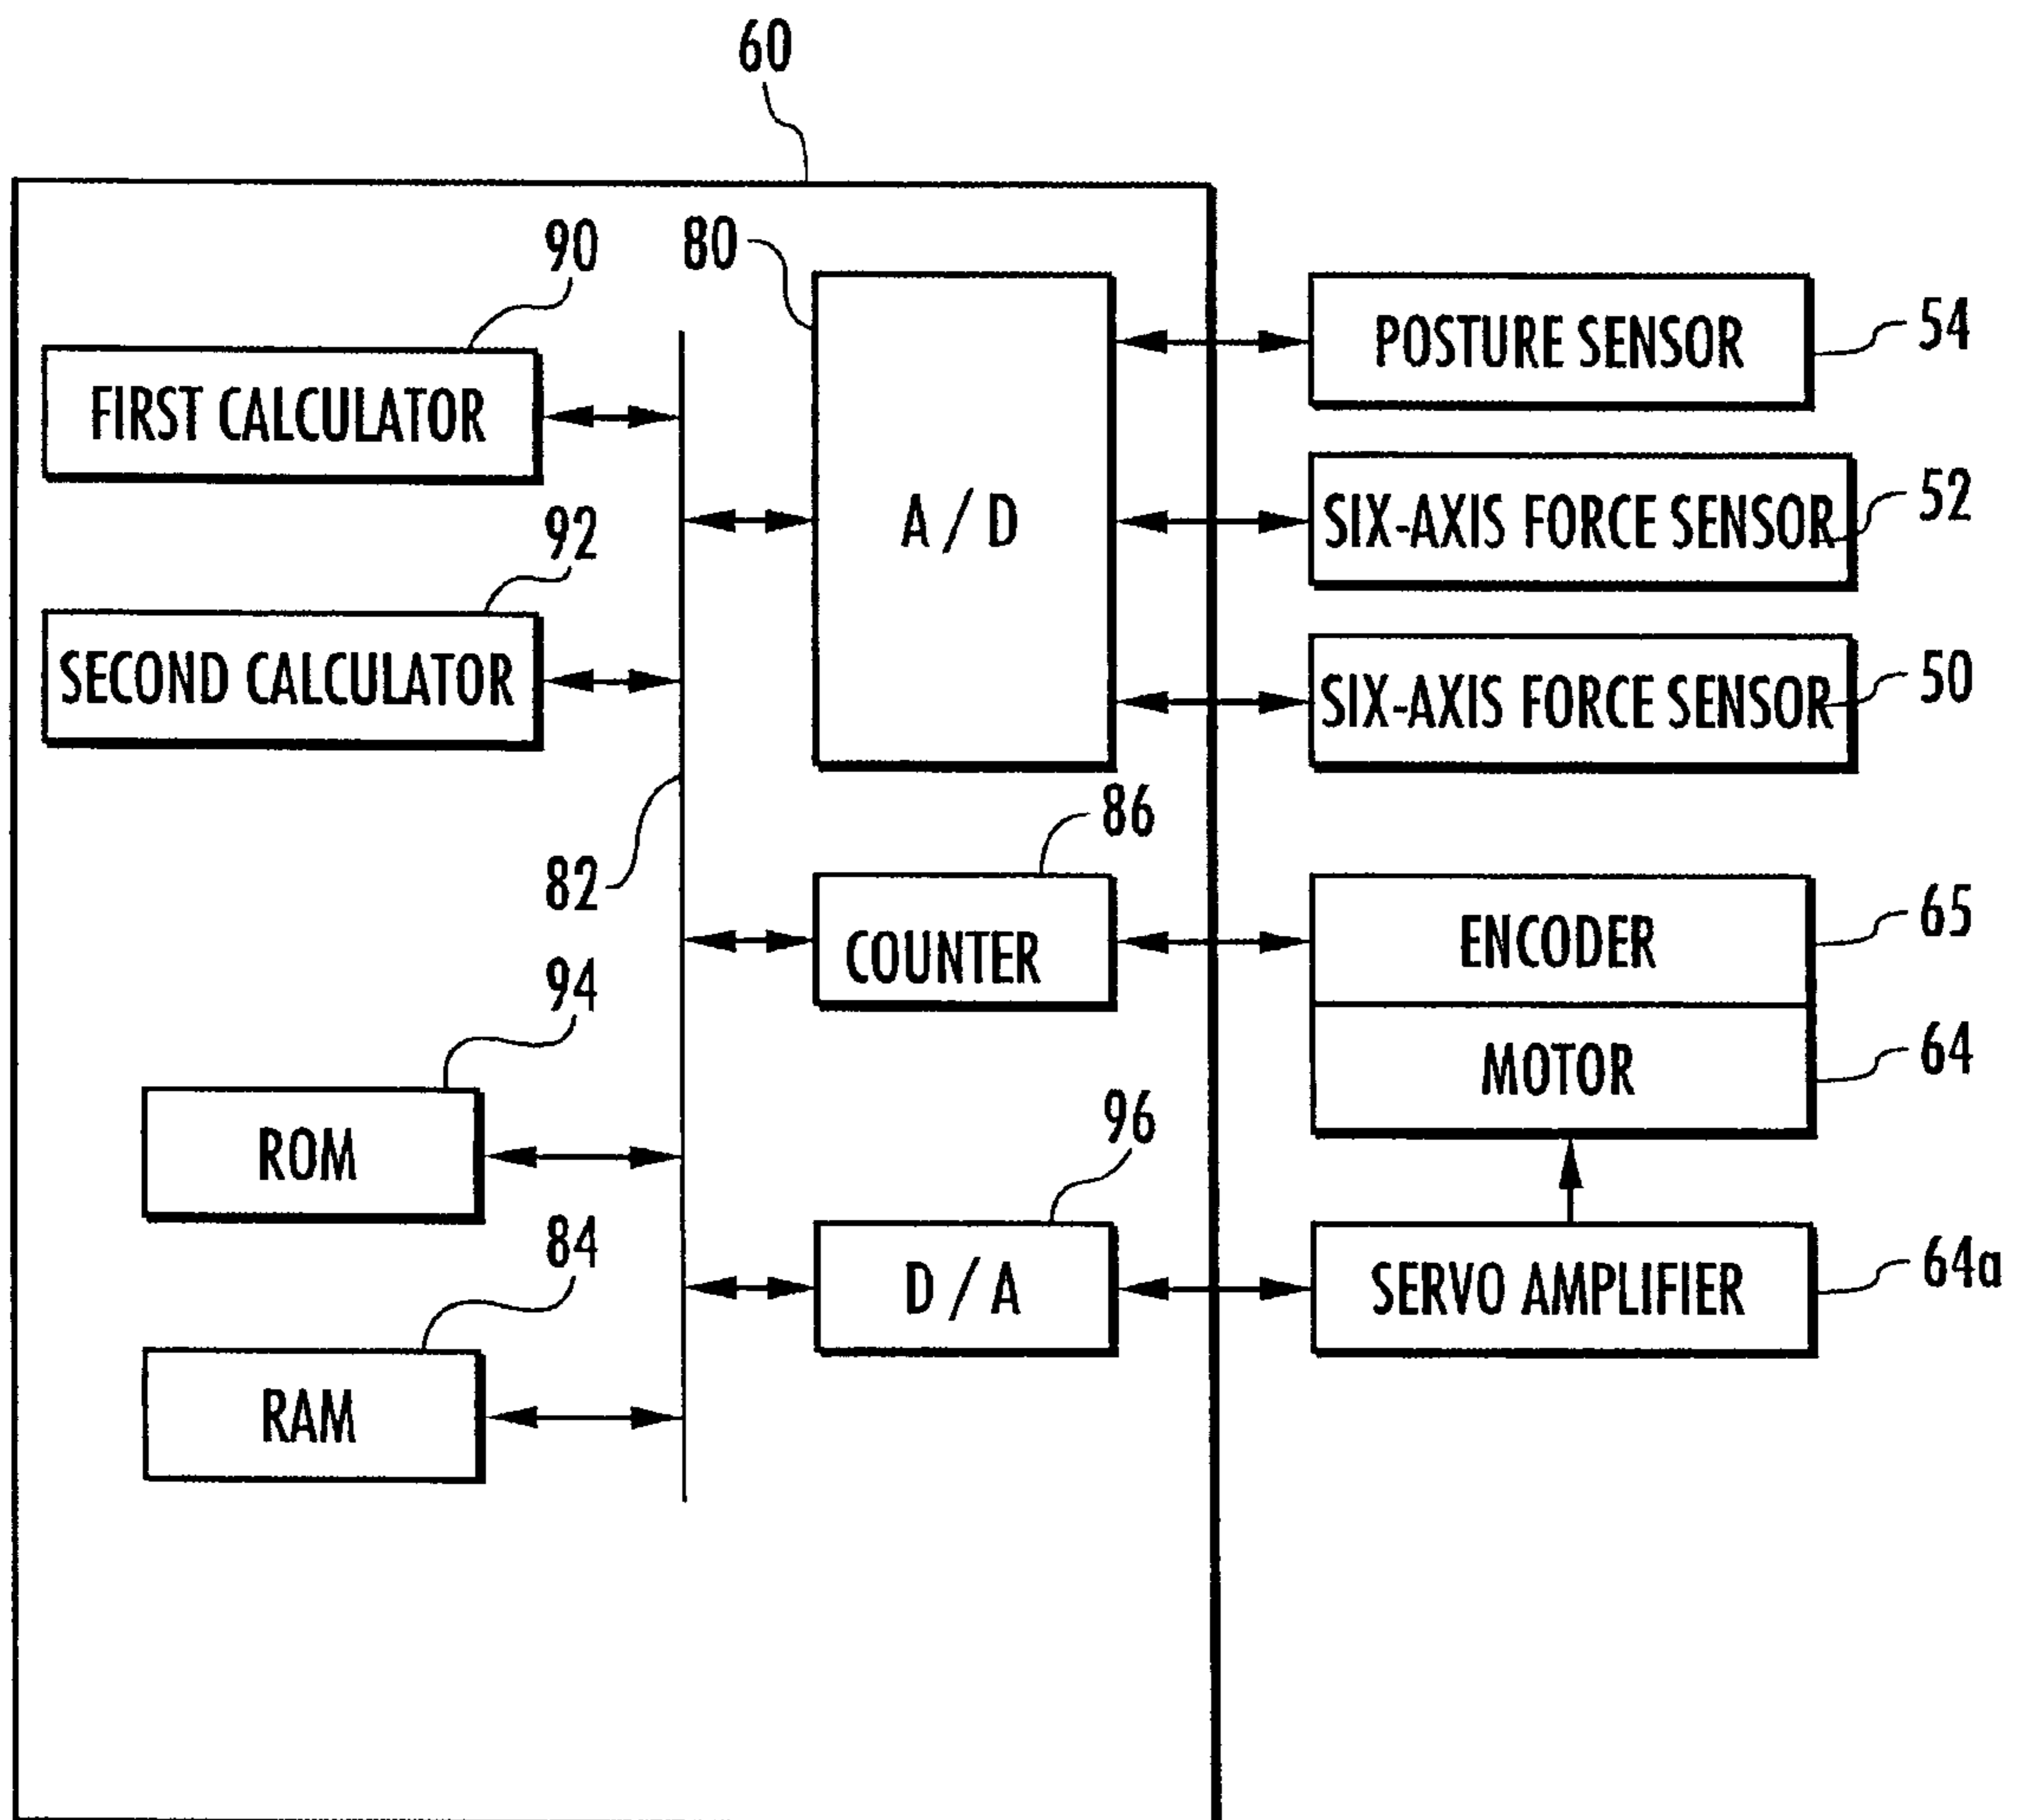 60
90
80
FIRST CALCULATOR
A / D
POSTURE SENSOR
54
92
SIX-AXIS FORCE SENSOR
52
SECOND CALCULATOR
SIX-AXIS FORCE SENSOR
50
82
86
COUNTER
ENCODER
65
94
MOTOR
64
ROM
96
84
D / A
SERVO AMPLIFIER
64a
RAM